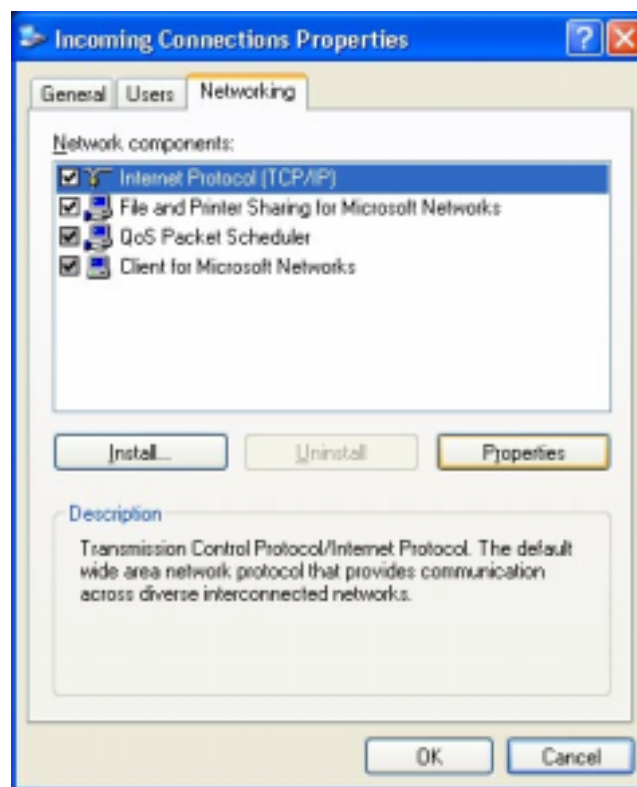 Incoming Connections Properties
General Users Networking
Network components:
Internet Protocol (TCP/IP)
File and Printer Sharing for Microsoft Networks
QoS Packet Scheduler
Client for Microsoft Networks
Install... Uninstall Properties
Description
Transmission Control Protocol/Internet Protocol. The default
wide area network protocol that provides communication
across diverse interconnected networks.
OK Cancel